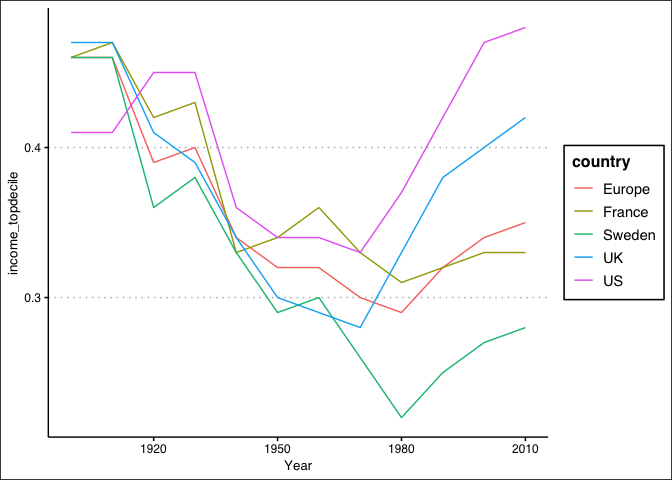 income_topdecile
0.4
0.3
1920
1950
1980
2010
Year
country
Europe
France
Sweden
UK
US